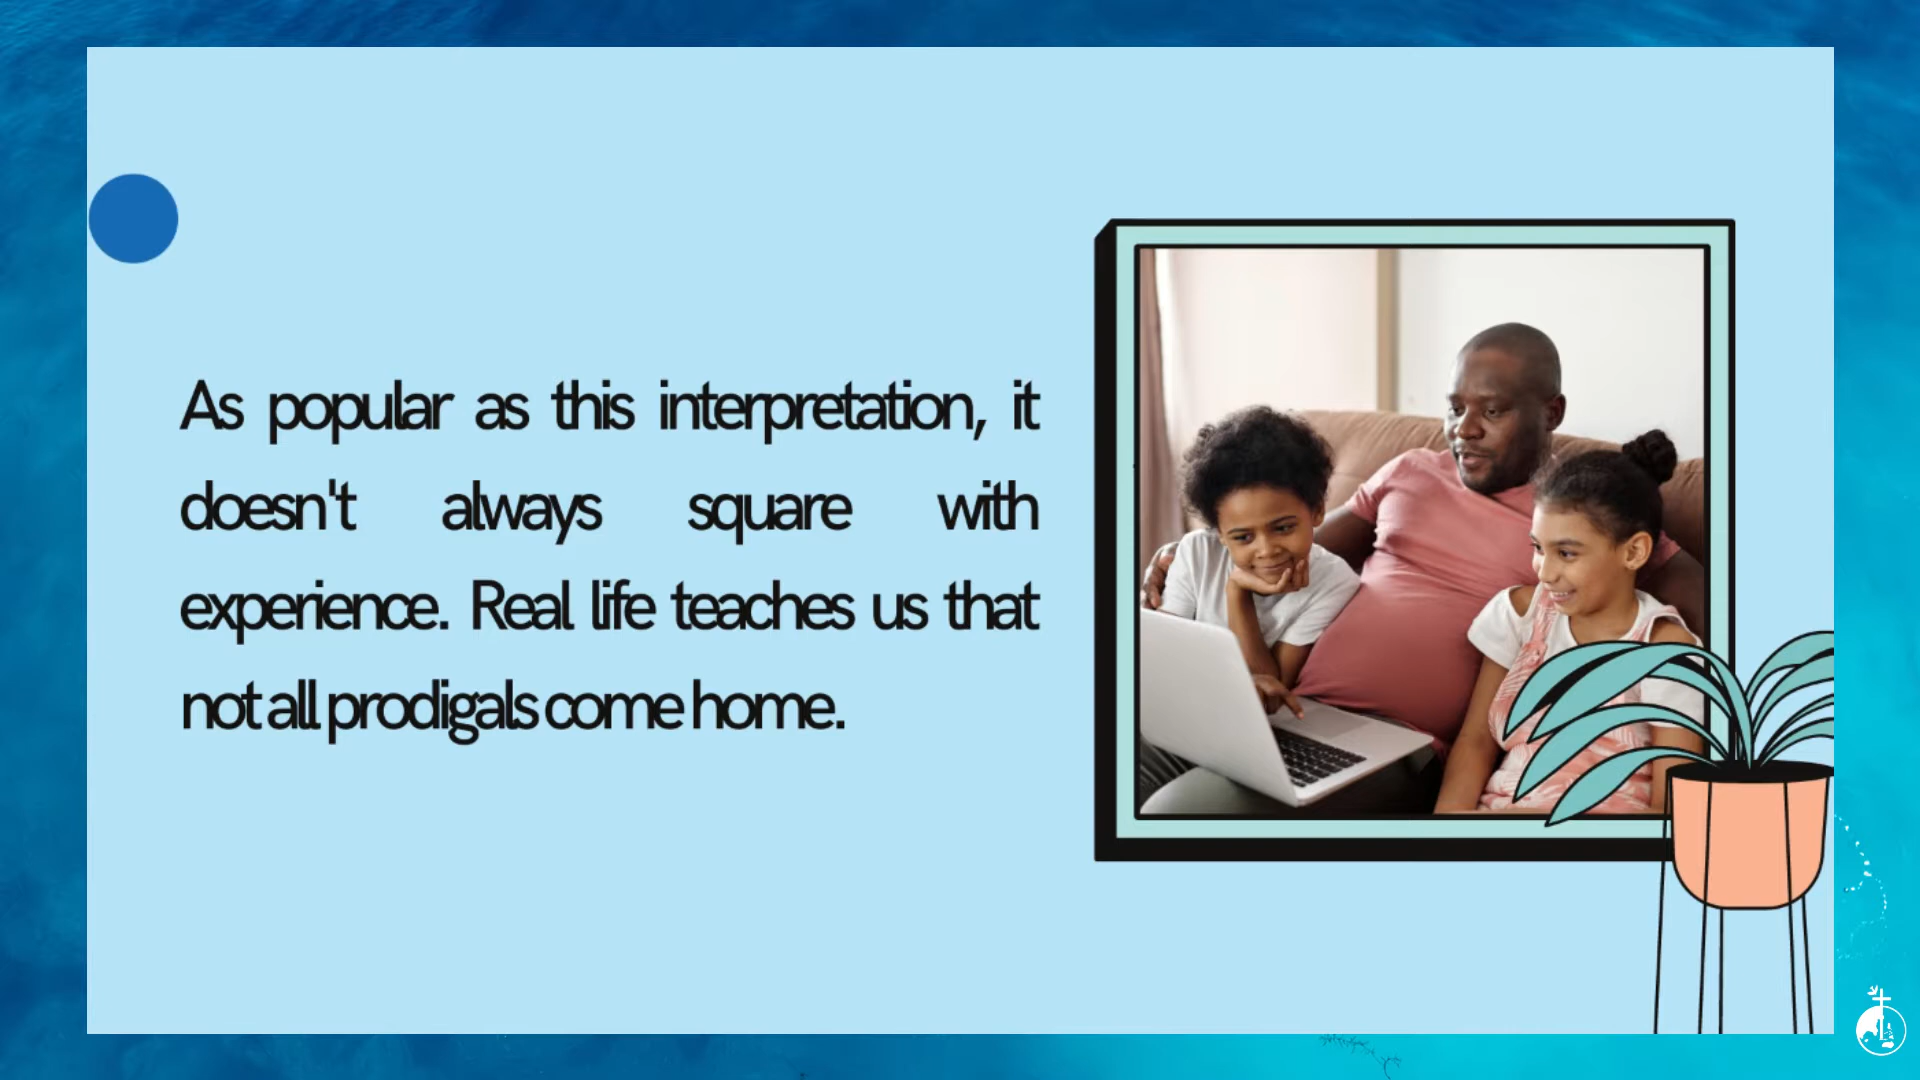 As popular as this interpretation, it
doesn't always square with
experience. Real life teaches us that
not all prodigals come home.